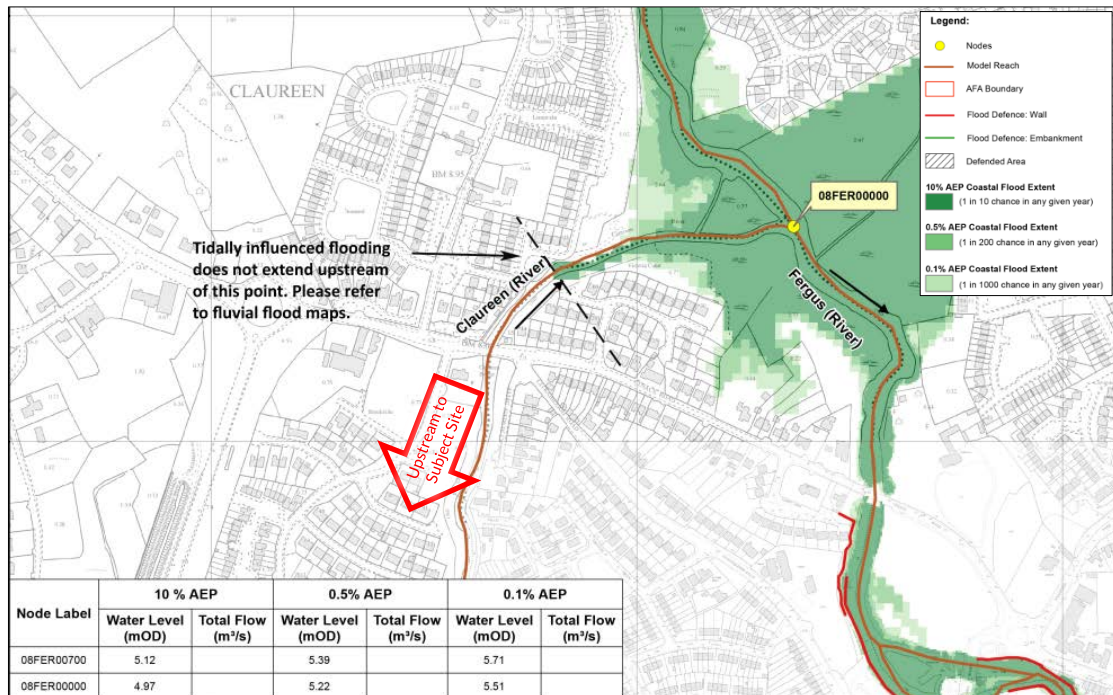 CLAUREEN
BM 8.95
Tidally influenced flooding
does not extend upstream
of this point. Please refer
to fluvial flood maps.
Claureen (River)
08FER00000
Fergus (River)
Upstream to
Subject Site
Legend:
Nodes
Model Reach
AFA Boundary
Flood Defence: Wall
Flood Defence: Embankment
Defended Area
10% AEP Coastal Flood Extent
(1 in 10 chance in any given year)
0.5% AEP Coastal Flood Extent
(1 in 200 chance in any given year)
0.1% AEP Coastal Flood Extent
(1 in 1000 chance in any given year)
Node Label 10 % AEP 0.5% AEP 0.1% AEP
Water Level (mOD) Total Flow (m³/s) Water Level (mOD) Total Flow (m³/s) Water Level (mOD) Total Flow (m³/s)
08FER00700 5.12 5.39 5.71
08FER00000 4.97 5.22 5.51